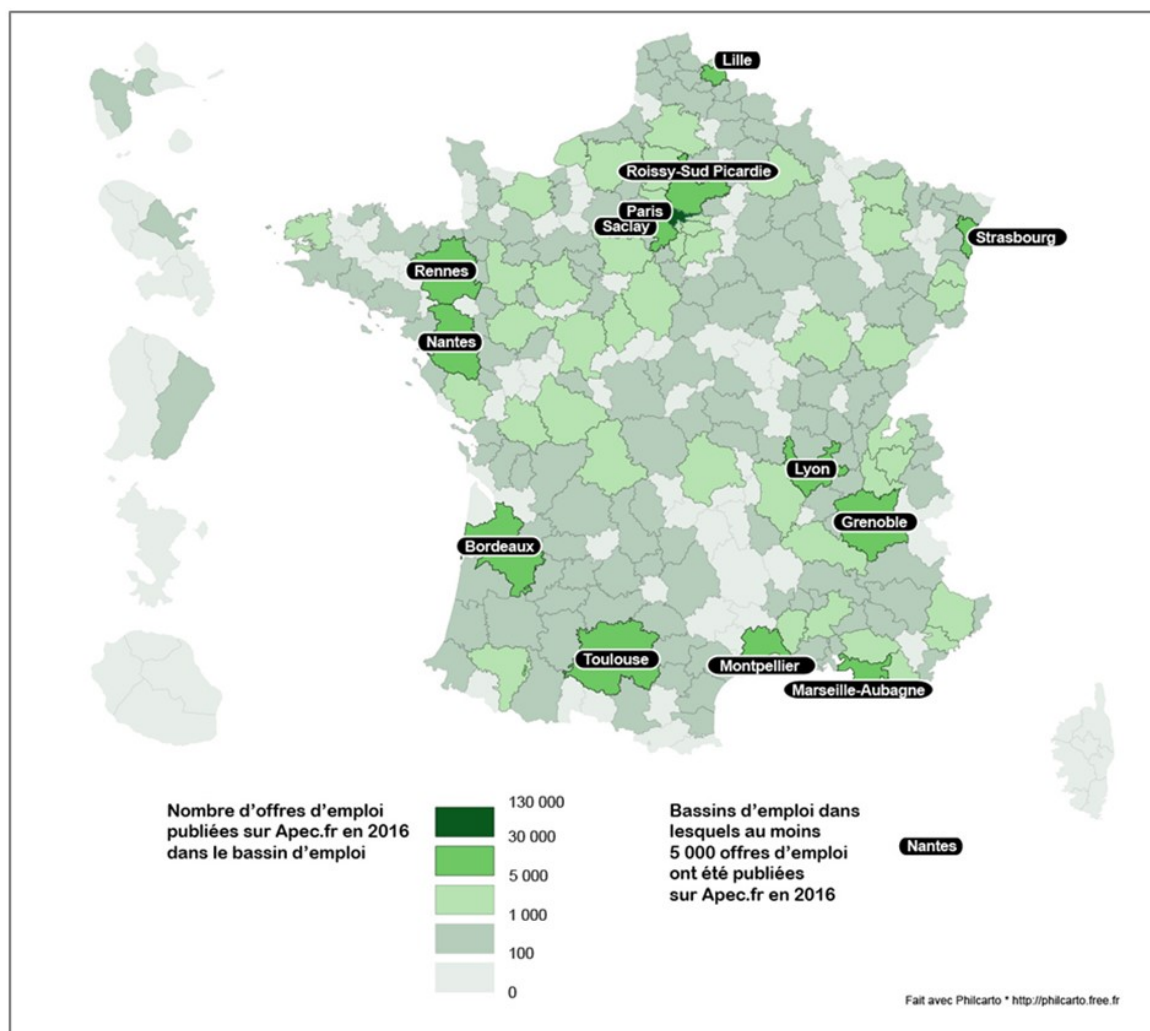 Lille
Roissy-Sud Picardie
Paris
Saclay
Strasbourg
Rennes
Nantes
Lyon
Grenoble
Bordeaux
Toulouse
Montpellier
Marseille-Aubagne
Nombre d'offres d'emploi
publiées sur Apec.fr en 2016
dans le bassin d'emploi
130 000
30 000
5 000
1 000
100
0
Bassins d'emploi dans
lesquels au moins
5 000 offres d'emploi
ont été publiées
sur Apec.fr en 2016
Nantes
Fait avec Philcarto * http://philcarto.free.fr